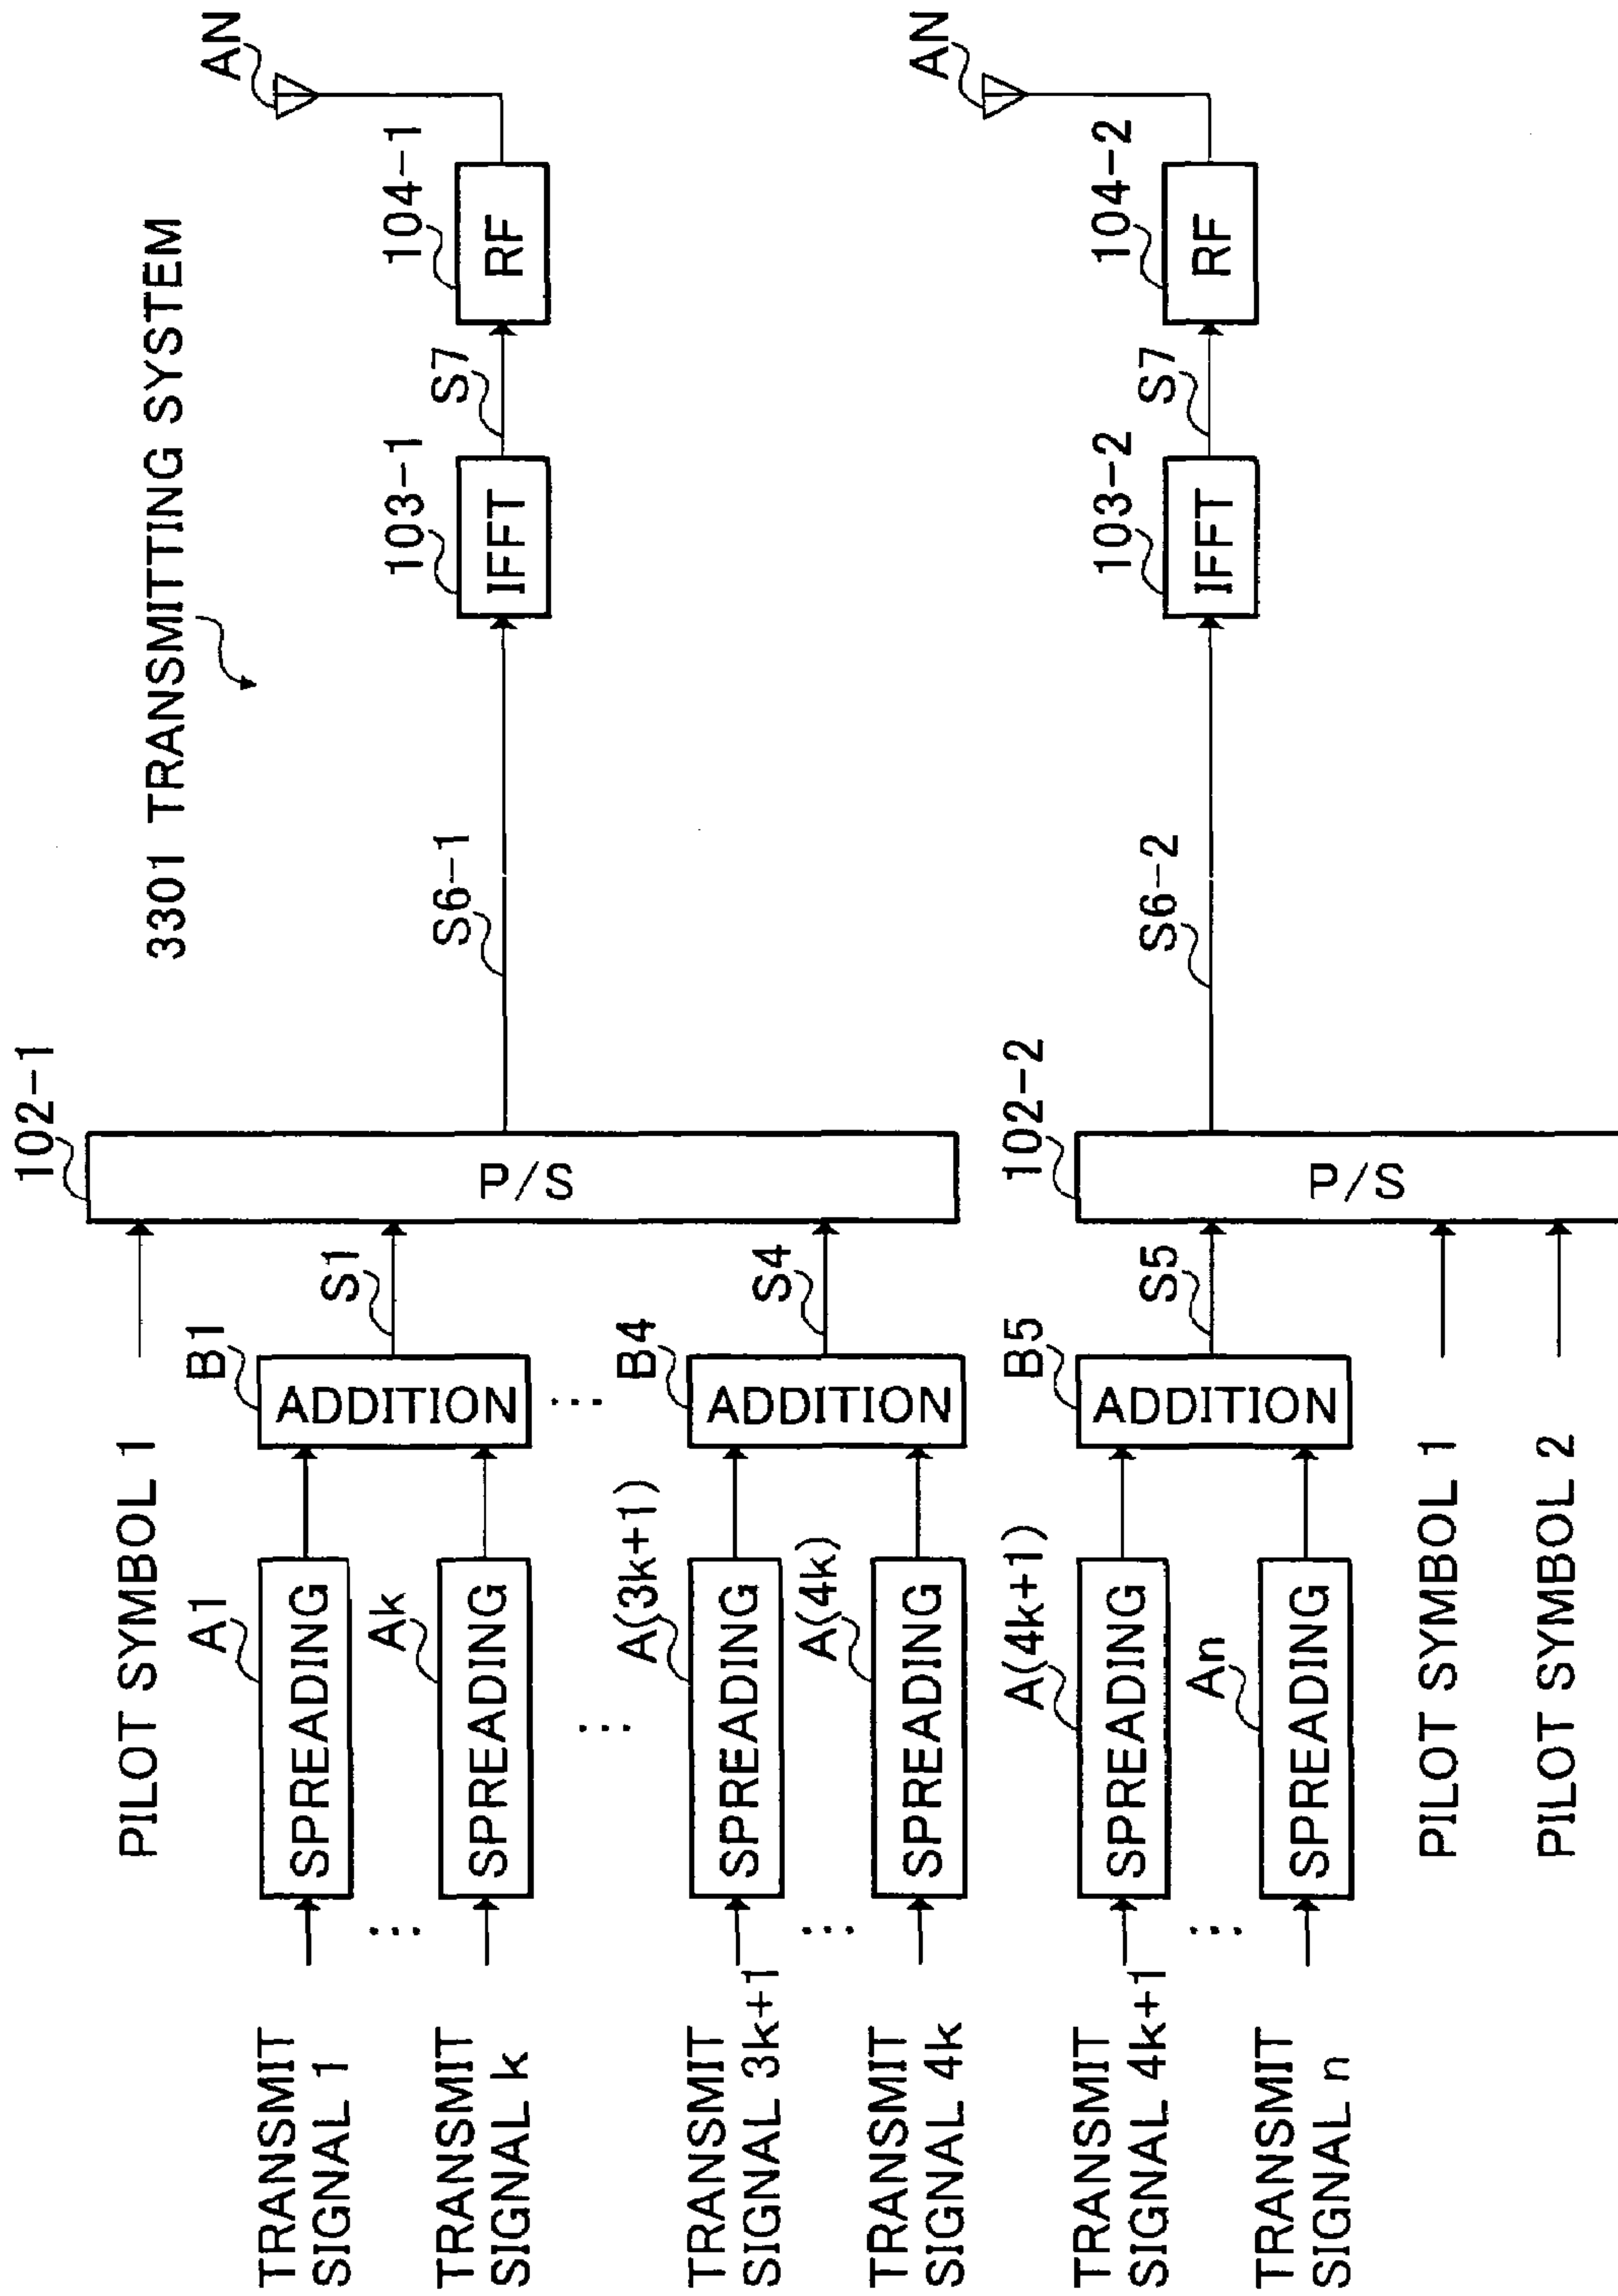 3301 TRANSMITTING SYSTEM
102-1
AN
PILOT SYMBOL 1
104-1
TRANSMIT
SIGNAL 1
A1
SPREADING
B1
ADDITION
S1
P/S
S6-1
103-1
IFFT
S7
RF
...
...
TRANSMIT
SIGNAL k
Ak
SPREADING
...
TRANSMIT
SIGNAL 3k+1
A(3k+1)
SPREADING
B4
ADDITION
S4
...
TRANSMIT
SIGNAL 4k
A(4k)
SPREADING
102-2
AN
104-2
TRANSMIT
SIGNAL 4k+1
A(4k+1)
SPREADING
B5
ADDITION
S5
P/S
S6-2
103-2
IFFT
S7
RF
...
TRANSMIT
SIGNAL n
An
SPREADING
PILOT SYMBOL 1
PILOT SYMBOL 2